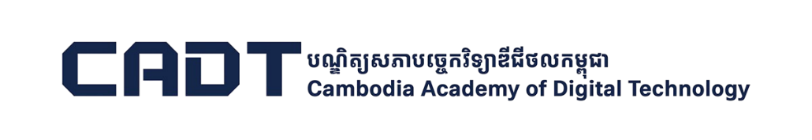 CADT
បណ្ឌិត្យសភាបច្ចេកវិទ្យាឌីជីថលកម្ពុជា
Cambodia Academy of Digital Technology